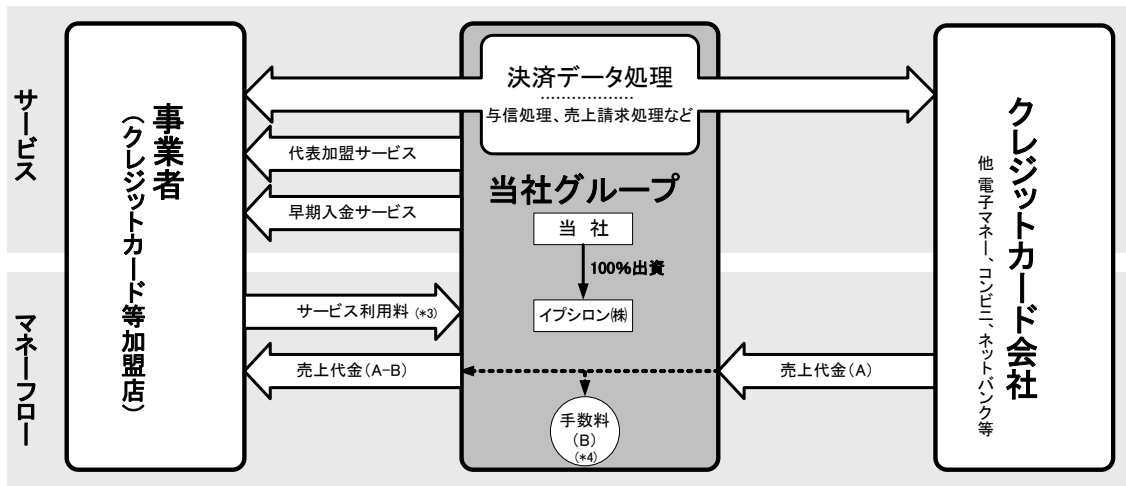 サービス
マネーフロー
事業者
（クレジットカード等加盟店）
決済データ処理
与信処理、売上請求処理など
代表加盟サービス
早期入金サービス
当社グループ
当 社
100%出資
イプシロン㈱
サービス利用料 (*3)
売上代金(A-B)
売上代金(A)
手数料
(B)
(*4)
クレジットカード会社
他 電子マネー、コンビニ、ネットバンク等